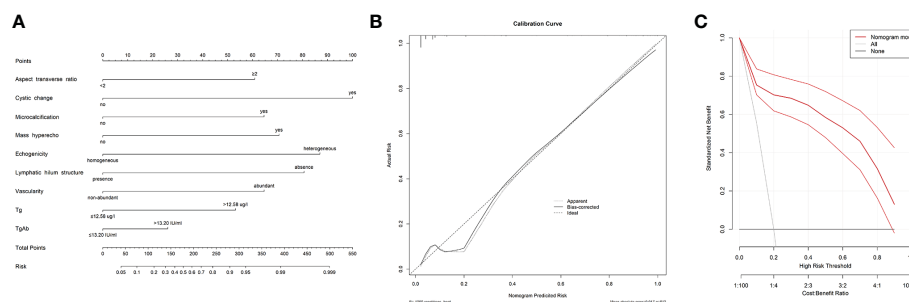 A
Points
0 10 20 30 40 50 60 70 80 90 100
Aspect transverse ratio
≥2
<2
Cystic change
yes
no
Microcalcification
yes
no
Mass hyperecho
yes
no
Echogenicity
heterogeneous
homogeneous
Lymphatic hilum structure
absence
presence
Vascularity
abundant
non-abundant
Tg
>12.58 ug/l
≤12.58 ug/l
TgAb
>13.20 IU/ml
≤13.20 IU/ml
Total Points
0 50 100 150 200 250 300 350 400 450 500 550
Risk
0.05 0.1 0.2 0.3 0.4 0.5 0.6 0.7 0.8 0.9 0.95 0.99 0.999
B
Calibration Curve
Actual Risk
1.0
0.8
0.6
0.4
0.2
0.0
Apparent
Bias-corrected
Ideal
0.0 0.2 0.4 0.6 0.8 1.0
Nomogram Predicted Risk
C
Standardized Net Benefit
1.0
0.8
0.6
0.4
0.2
0.0
Nomogram
All
None
0.0 0.2 0.4 0.6 0.8
High Risk Threshold
1:100 1:4 2:3 3:2 4:1
Cost:Benefit Ratio